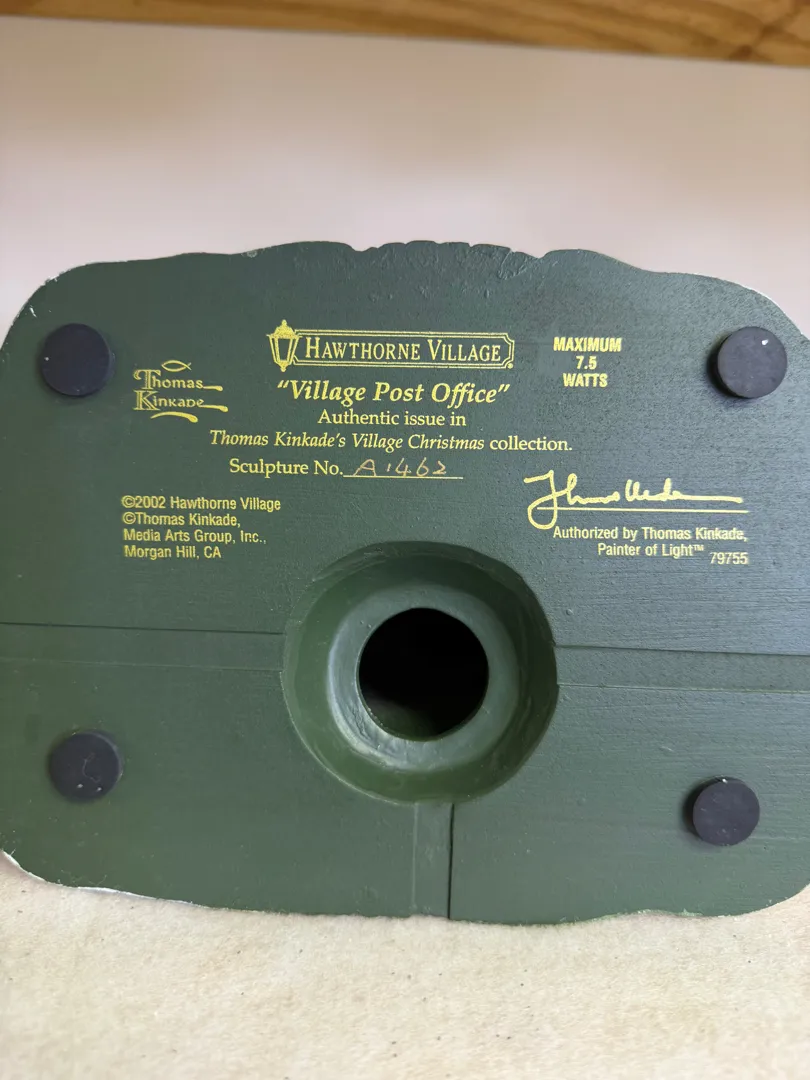 HAWTHORNE VILLAGE
MAXIMUM
7.5
WATTS
Thomas
Kinkade
"Village Post Office"
Authentic issue in
Thomas Kinkade's Village Christmas collection.
Sculpture No. A1462
©2002 Hawthorne Village
©Thomas Kinkade,
Media Arts Group, Inc.,
Morgan Hill, CA
Authorized by Thomas Kinkade,
Painter of Light™
79755